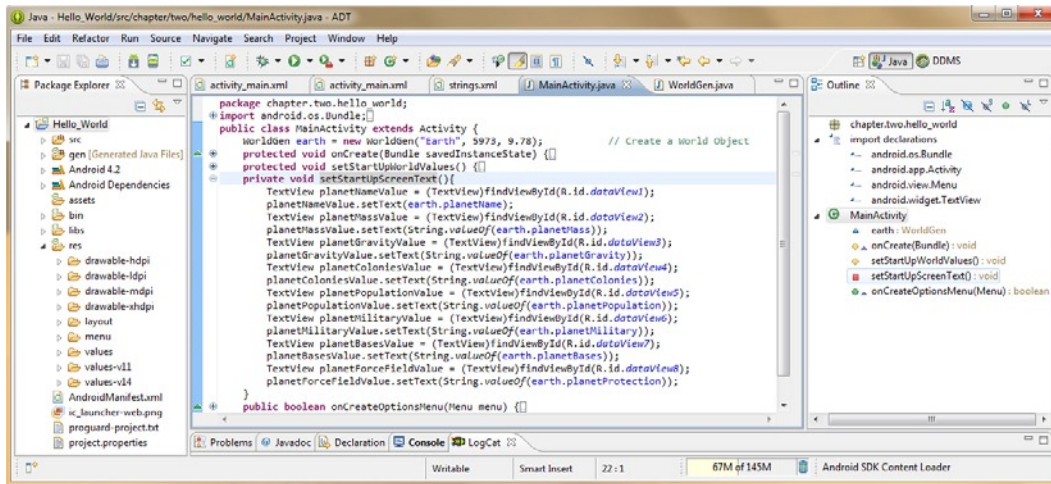 Java - Hello_World/src/chapter/two/hello_world/MainActivity.java - ADT
File Edit Refactor Run Source Navigate Search Project Window Help
Java DDMS
Package Explorer
Hello_World
src
gen [Generated Java Files]
Android 4.2
Android Dependencies
assets
bin
libs
res
drawable-hdpi
drawable-ldpi
drawable-mdpi
drawable-xhdpi
layout
menu
values
values-v11
values-v14
AndroidManifest.xml
ic_launcher-web.png
proguard-project.txt
project.properties
activity_main.xml activity_main.xml strings.xml MainActivity.java WorldGen.java
package chapter.two.hello_world;
import android.os.Bundle;
public class MainActivity extends Activity {
WorldGen earth = new WorldGen("Earth", 5973, 9.78); // Create a World Object
protected void onCreate(Bundle savedInstanceState) {
protected void setStartUpWorldValues() {
private void setStartUpScreenText(){
TextView planetNameValue = (TextView)findViewById(R.id.dataView1);
planetNameValue.setText(earth.planetName);
TextView planetMassValue = (TextView)findViewById(R.id.dataView2);
planetMassValue.setText(String.valueOf(earth.planetMass));
TextView planetGravityValue = (TextView)findViewById(R.id.dataView3);
planetGravityValue.setText(String.valueOf(earth.planetGravity));
TextView planetColoniesValue = (TextView)findViewById(R.id.dataView4);
planetColoniesValue.setText(String.valueOf(earth.planetColonies));
TextView planetPopulationValue = (TextView)findViewById(R.id.dataView5);
planetPopulationValue.setText(String.valueOf(earth.planetPopulation));
TextView planetMilitaryValue = (TextView)findViewById(R.id.dataView6);
planetMilitaryValue.setText(String.valueOf(earth.planetMilitary));
TextView planetBasesValue = (TextView)findViewById(R.id.dataView7);
planetBasesValue.setText(String.valueOf(earth.planetBases));
TextView planetForceFieldValue = (TextView)findViewById(R.id.dataView8);
planetForceFieldValue.setText(String.valueOf(earth.planetProtection));
}
public boolean onCreateOptionsMenu(Menu menu) {
Outline
chapter.two.hello_world
import declarations
android.os.Bundle
android.app.Activity
android.view.Menu
android.widget.TextView
MainActivity
earth : WorldGen
onCreate(Bundle) : void
setStartUpWorldValues() : void
setStartUpScreenText() : void
onCreateOptionsMenu(Menu) : boolean
Problems Javadoc Declaration Console LogCat
Writable Smart Insert 22 : 1 67M of 145M Android SDK Content Loader